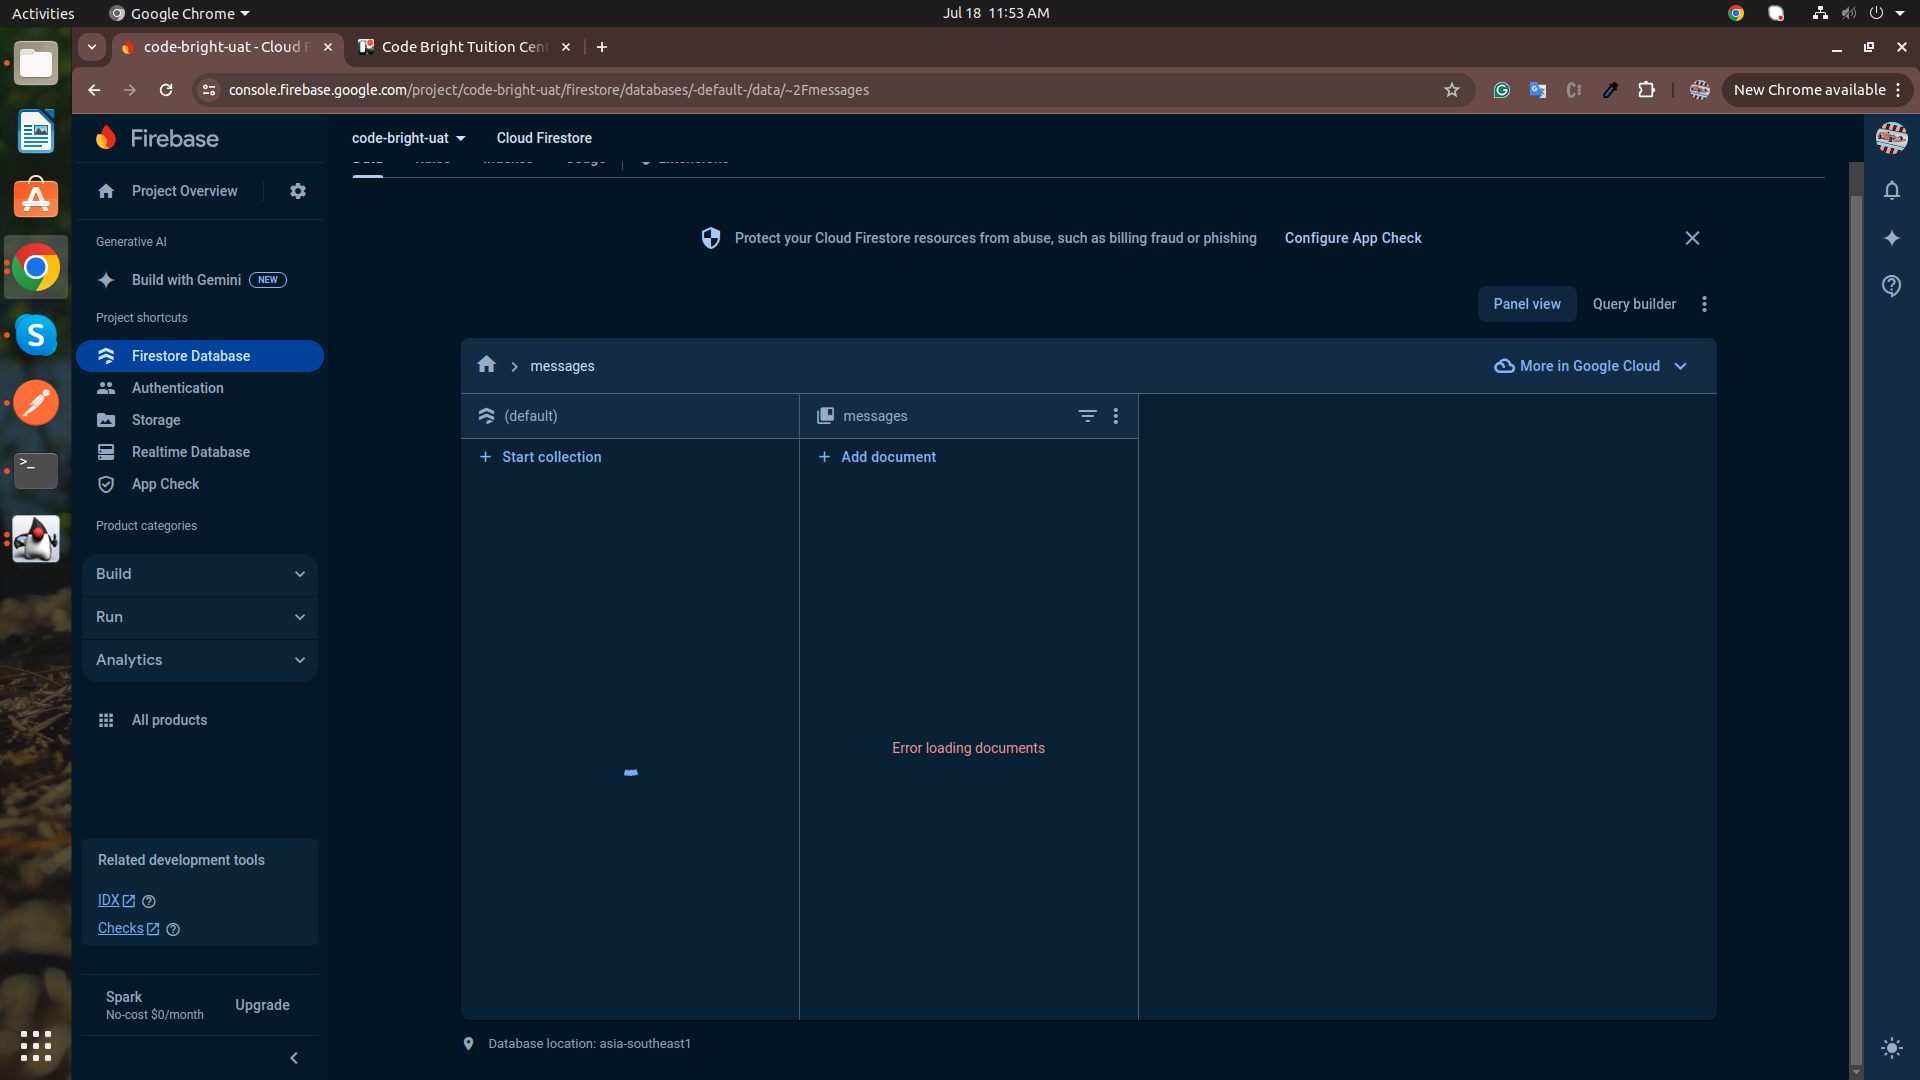 Activities
Google Chrome
Jul 18 11:53 AM
code-bright-uat - Cloud F
Code Bright Tuition Cent
console.firebase.google.com/project/code-bright-uat/firestore/databases/-default-/data/~2Fmessages
New Chrome available
Firebase
code-bright-uat
Cloud Firestore
Data
Rules
Indexes
Usage
Extensions
Project Overview
Generative AI
Build with Gemini
NEW
Project shortcuts
Firestore Database
Authentication
Storage
Realtime Database
App Check
Product categories
Build
Run
Analytics
All products
Related development tools
IDX
Checks
Spark
No-cost $0/month
Upgrade
Protect your Cloud Firestore resources from abuse, such as billing fraud or phishing
Configure App Check
Panel view
Query builder
messages
More in Google Cloud
(default)
messages
Start collection
Add document
Error loading documents
Database location: asia-southeast1